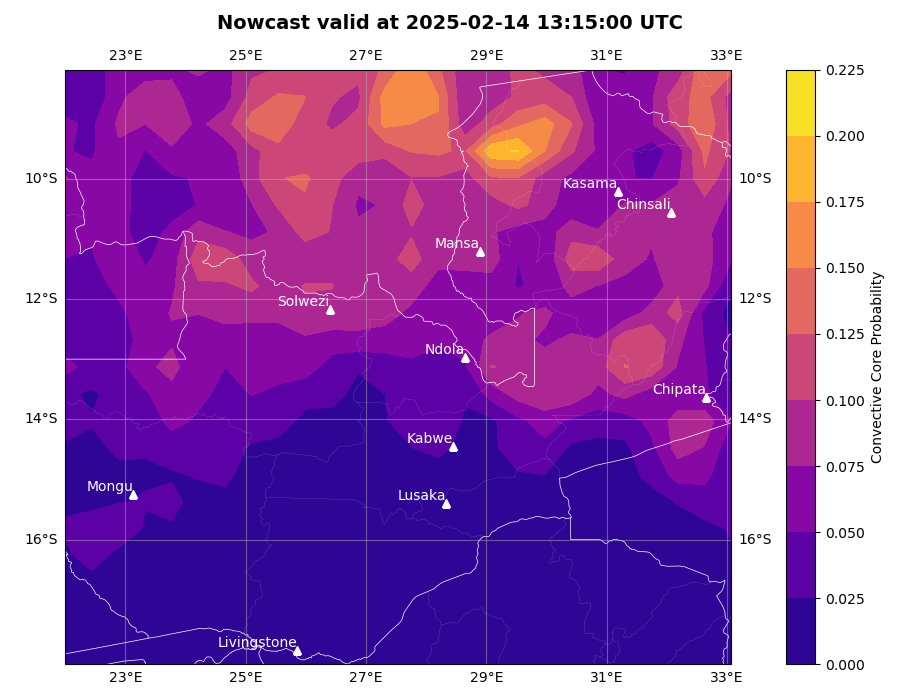 Nowcast valid at 2025-02-14 13:15:00 UTC
23°E 25°E 27°E 29°E 31°E 33°E
0.225
0.200
10°S Kasama 10°S
Chinsali
0.175
Mansa
0.150
12°S Solwezi 12°S
0.125
Ndola
Convective Core Probability
0.100
Chipata
14°S 14°S
Kabwe
0.075
Mongu
Lusaka
0.050
16°S 16°S
0.025
Livingstone
0.000
23°E 25°E 27°E 29°E 31°E 33°E